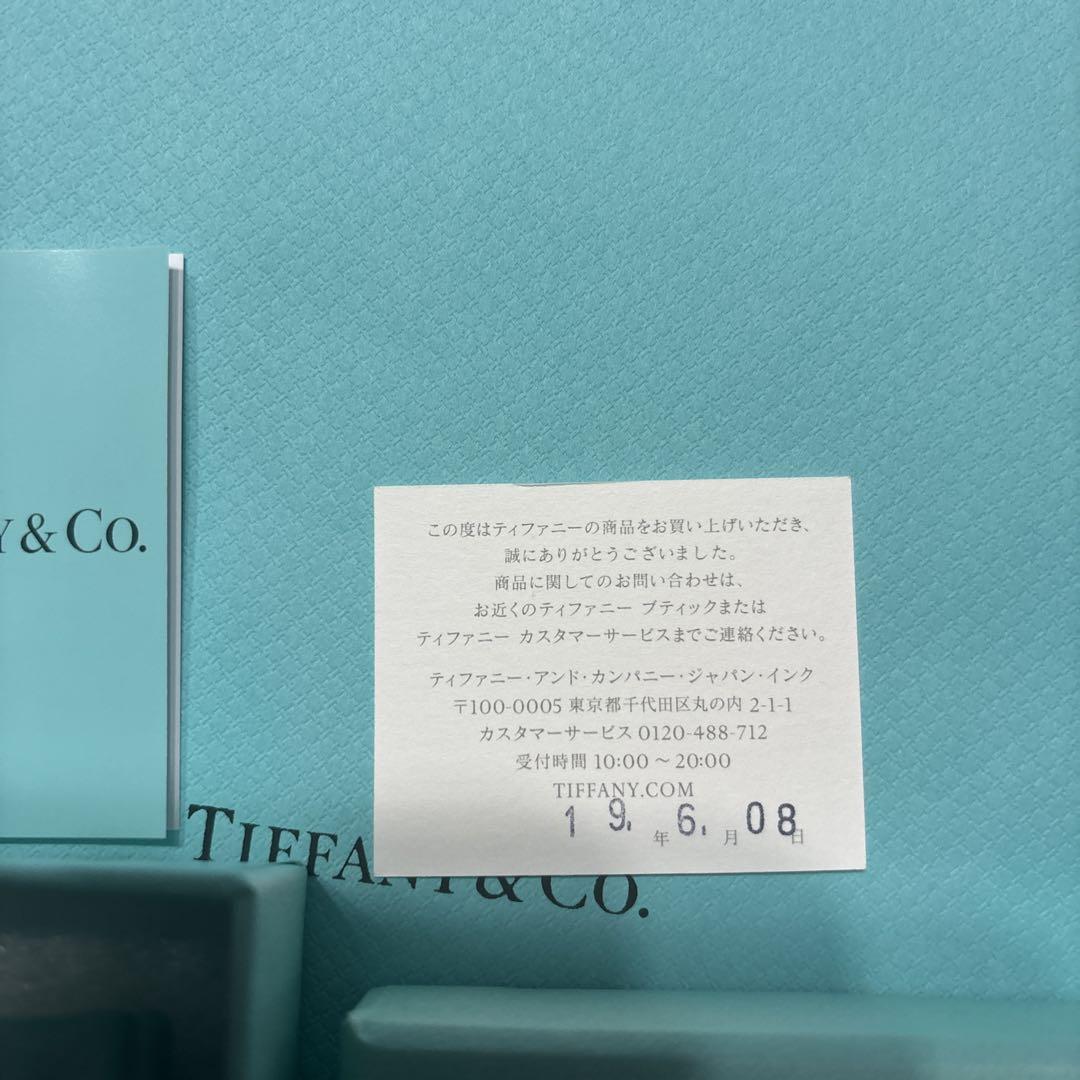 Y & CO.
この度はティファニーの商品をお買い上げいただき、
誠にありがとうございました。
商品に関してのお問い合わせは、
お近くのティファニー ブティックまたは
ティファニー カスタマーサービスまでご連絡ください。
ティファニー・アンド・カンパニー・ジャパン・インク
〒100-0005 東京都千代田区丸の内 2-1-1
カスタマーサービス 0120-488-712
受付時間 10:00 ~ 20:00
TIFFANY.COM
19. 年 6. 月 08 日
TIFFANY & CO.